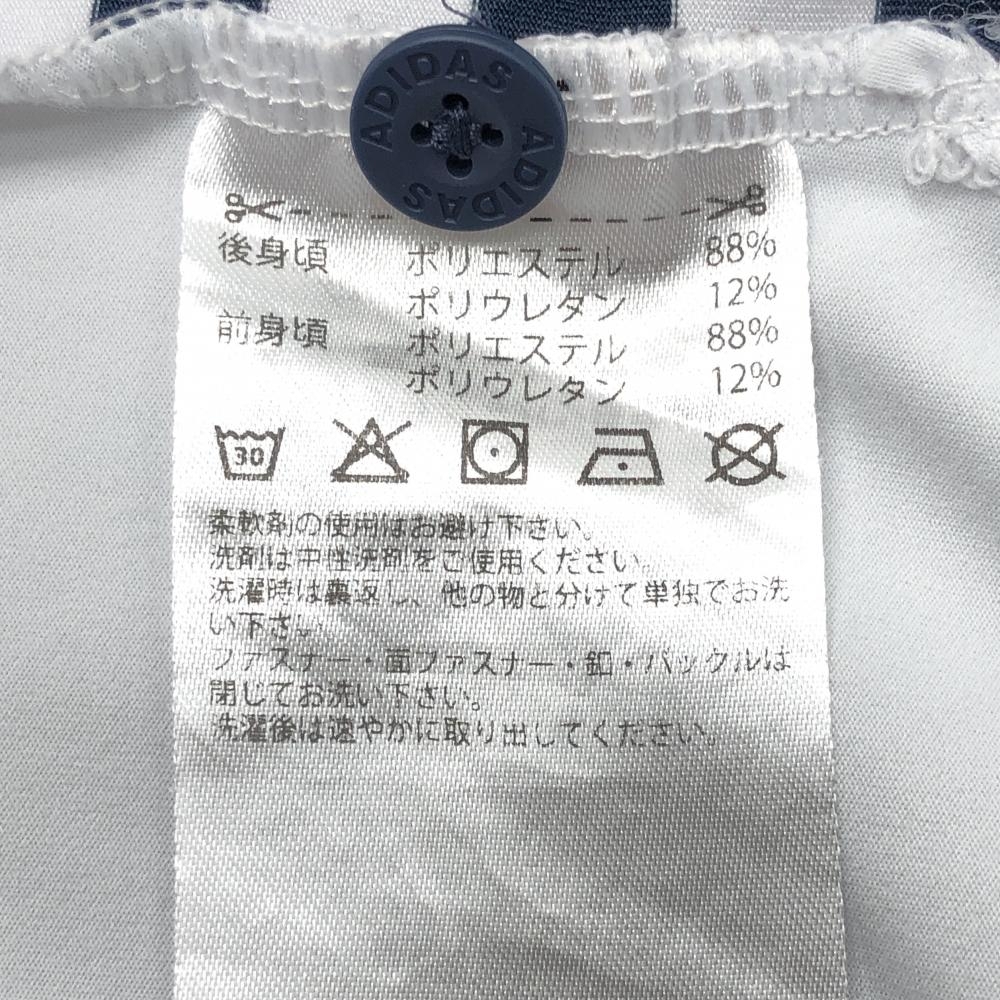 ADIDAS ADIDAS ADIDAS
後身頃 ポリエステル 88%
ポリウレタン 12%
前身頃 ポリエステル 88%
ポリウレタン 12%
30
柔軟剤の使用はお避け下さい。
洗剤は中性洗剤をご使用ください。
洗濯時は裏返し、他の物と分けて単独でお洗
い下さい。
ファスナー・面ファスナー・釦・バックルは
閉じてお洗い下さい。
洗濯後は速やかに取り出してください。